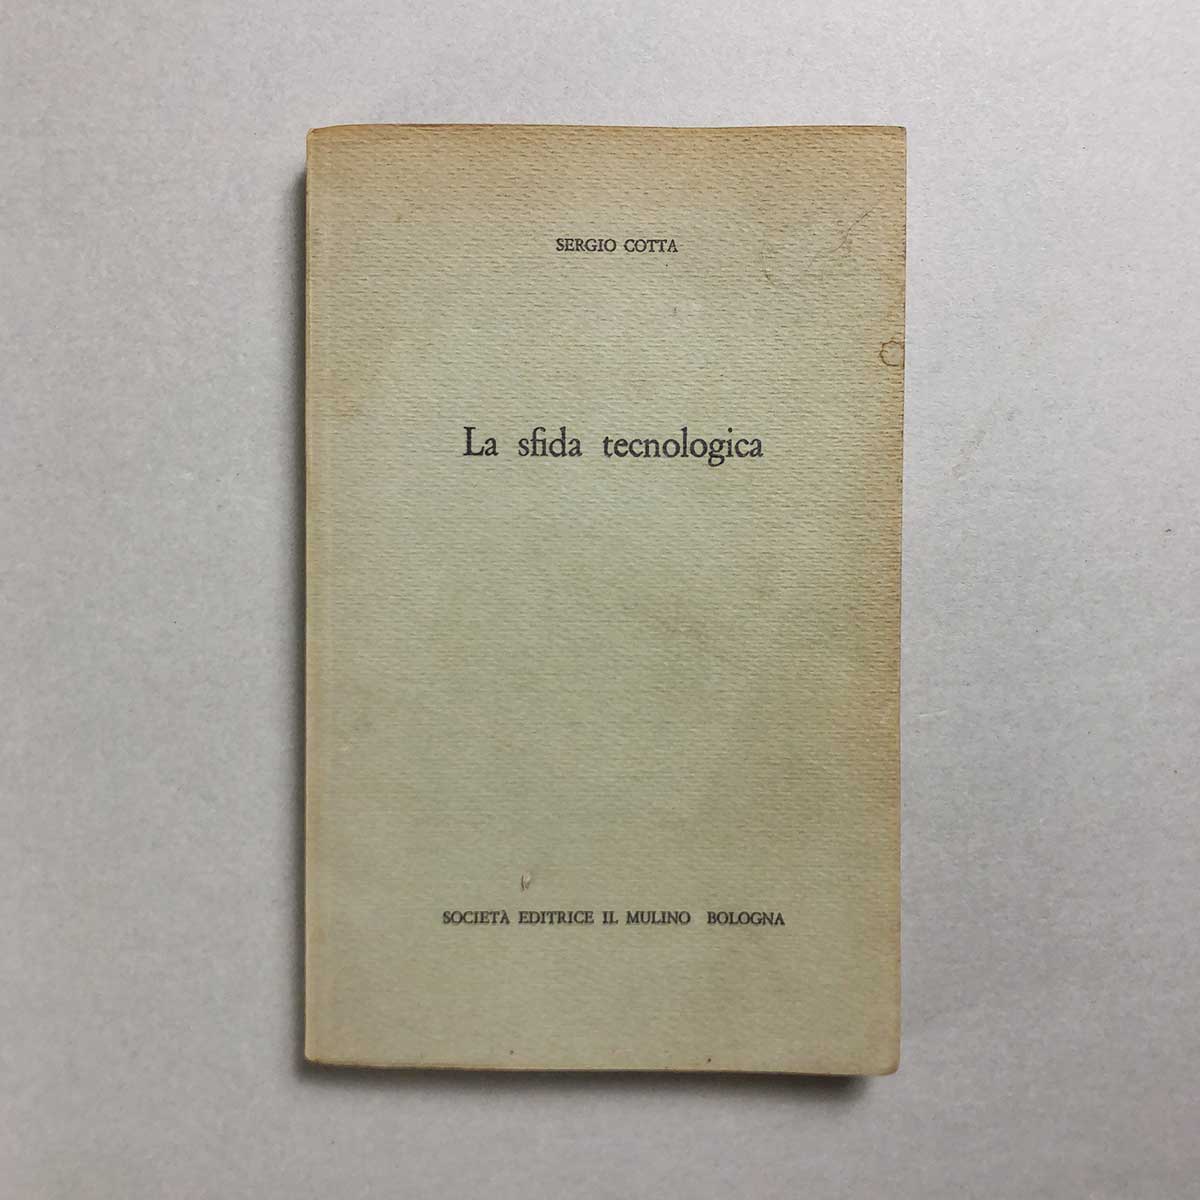 SERGIO COTTA
La sfida tecnologica
SOCIETÀ EDITRICE IL MULINO BOLOGNA